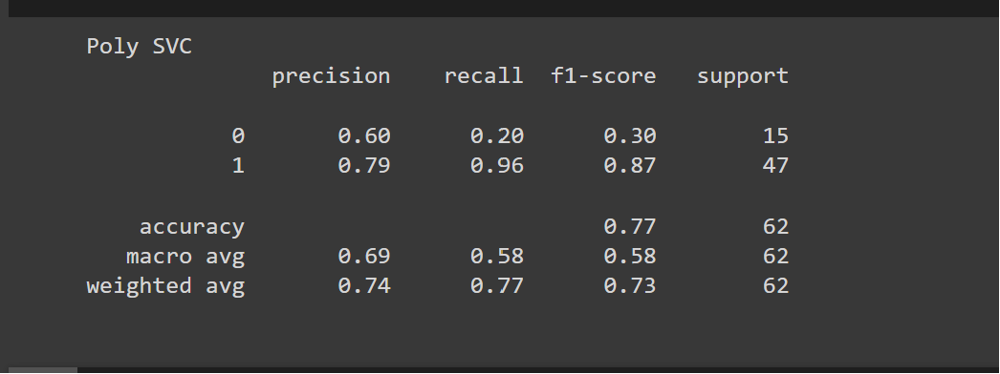 Poly SVC
precision recall f1-score support
0 0.60 0.20 0.30 15
1 0.79 0.96 0.87 47
accuracy 0.77 62
macro avg 0.69 0.58 0.58 62
weighted avg 0.74 0.77 0.73 62